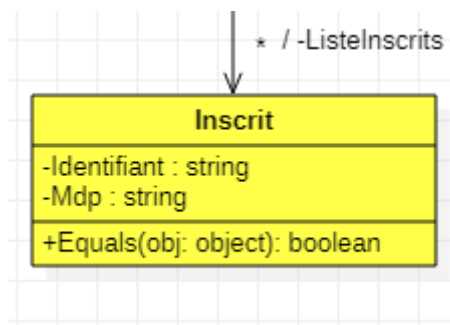 * / -ListeInscrits
Inscrit
-Identifiant : string
-Mdp : string
+Equals(obj: object): boolean